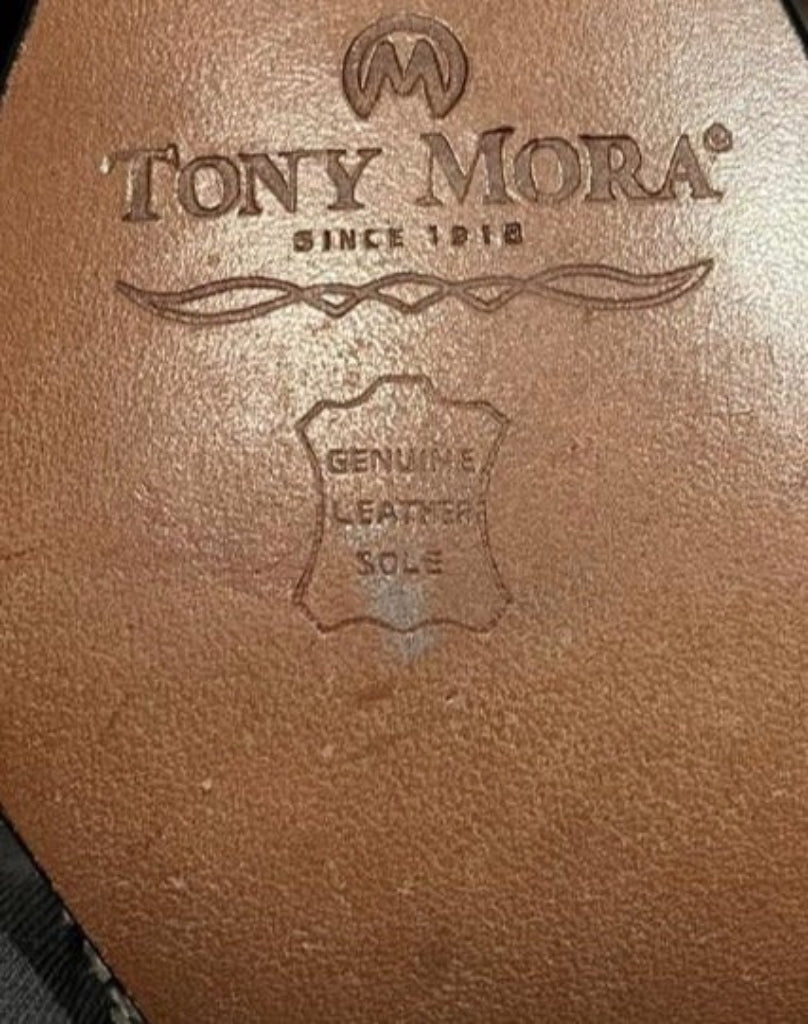 M
TONY MORA®
SINCE 1918
GENUINE
LEATHER
SOLE